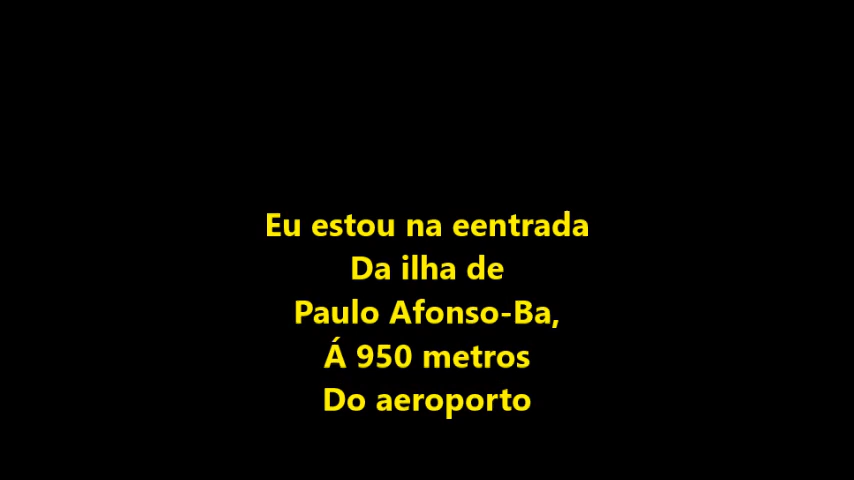 Eu estou na eentrada
Da ilha de
Paulo Afonso-Ba,
Á 950 metros
Do aeroporto